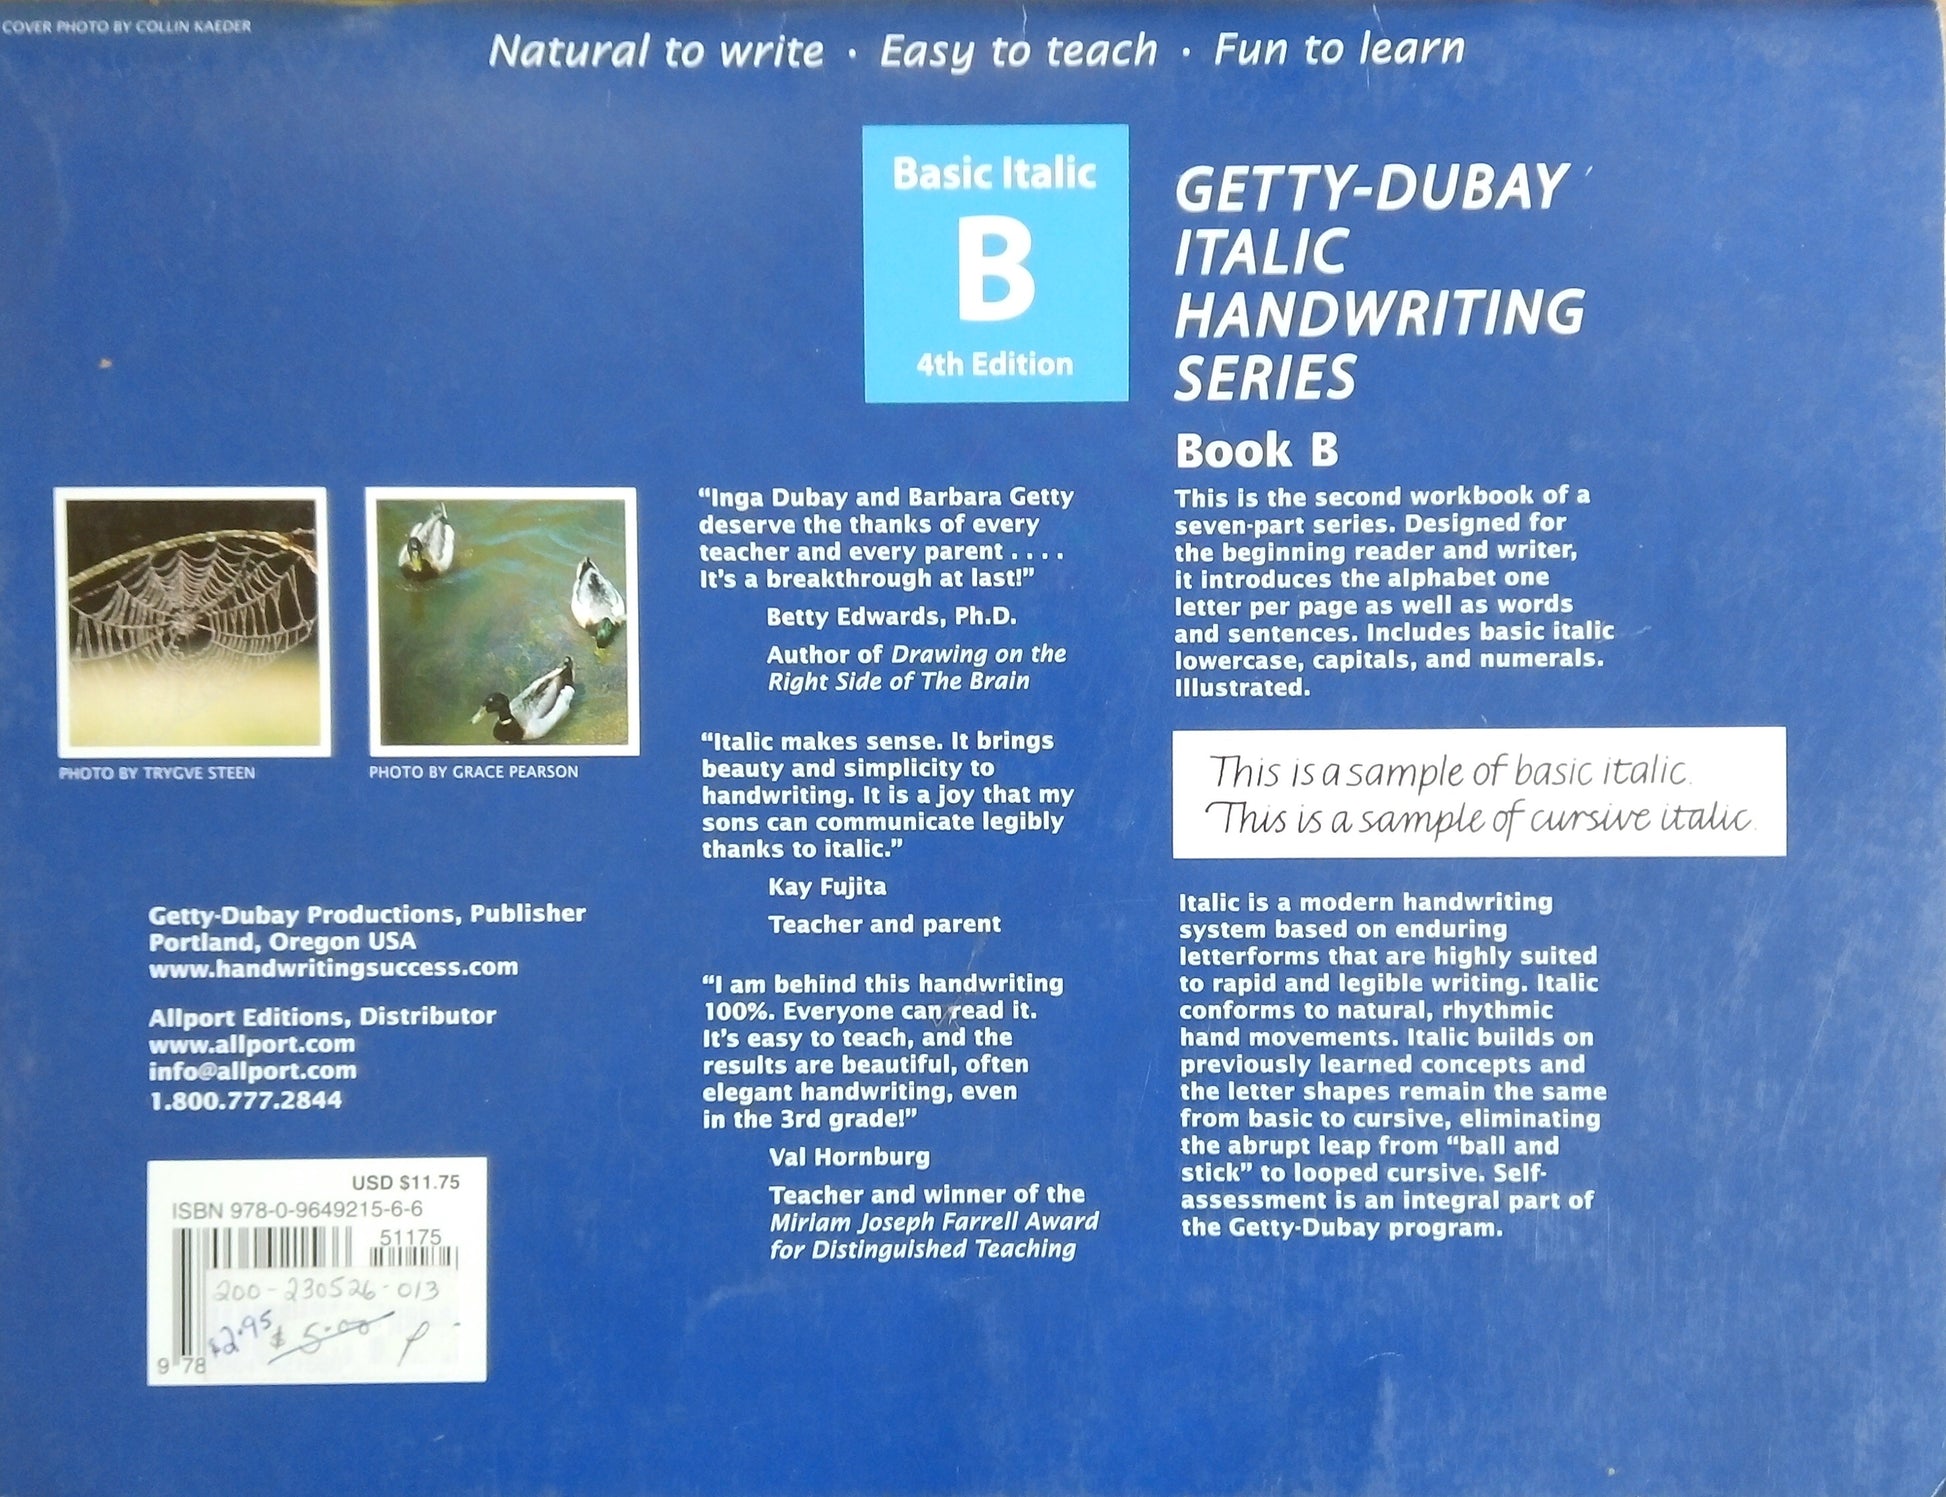 COVER PHOTO BY COLLIN KAEDER
Natural to write • Easy to teach • Fun to learn
Basic Italic
B
4th Edition
GETTY-DUBAY
ITALIC
HANDWRITING
SERIES
Book B
This is the second workbook of a
seven-part series. Designed for
the beginning reader and writer,
it introduces the alphabet one
letter per page as well as words
and sentences. Includes basic italic
lowercase, capitals, and numerals.
Illustrated.
This is a sample of basic italic.
This is a sample of cursive italic.
Italic is a modern handwriting
system based on enduring
letterforms that are highly suited
to rapid and legible writing. Italic
conforms to natural, rhythmic
hand movements. Italic builds on
previously learned concepts and
the letter shapes remain the same
from basic to cursive, eliminating
the abrupt leap from “ball and
stick” to looped cursive. Self-
assessment is an integral part of
the Getty-Dubay program.
“Inga Dubay and Barbara Getty
deserve the thanks of every
teacher and every parent . . . .
It’s a breakthrough at last!”
Betty Edwards, Ph.D.
Author of Drawing on the
Right Side of The Brain
“Italic makes sense. It brings
beauty and simplicity to
handwriting. It is a joy that my
sons can communicate legibly
thanks to italic.”
Kay Fujita
Teacher and parent
“I am behind this handwriting
100%. Everyone can read it.
It’s easy to teach, and the
results are beautiful, often
elegant handwriting, even
in the 3rd grade!”
Val Hornburg
Teacher and winner of the
Miriam Joseph Farrell Award
for Distinguished Teaching
PHOTO BY TRYGVE STEEN
PHOTO BY GRACE PEARSON
Getty-Dubay Productions, Publisher
Portland, Oregon USA
www.handwritingsuccess.com
Allport Editions, Distributor
www.allport.com
info@allport.com
1.800.777.2844
USD $11.75
ISBN 978-0-9649215-6-6
51175
200-230526-013
$2.95 $5.00 P
9 78